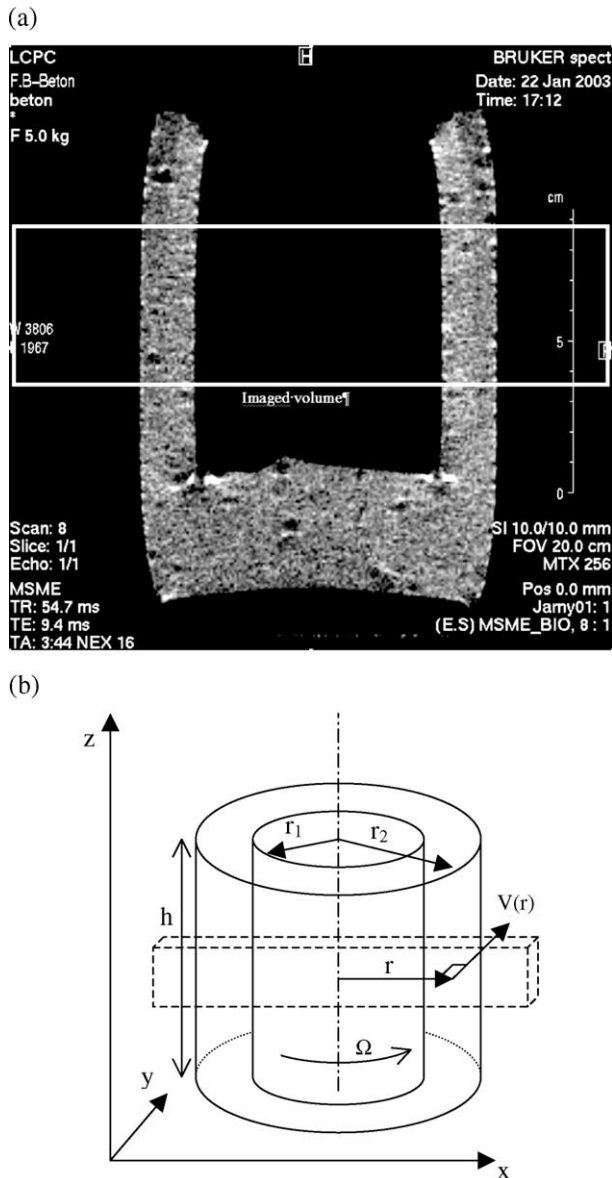 (a)
LCPC
H
BRUKER spect
F.B-Beton
Date: 22 Jan 2003
beton
Time: 17:12
*
F 5.0 kg
cm
W 3806
1967
5
Imaged·volume¶
0
Scan: 8
SI 10.0/10.0 mm
Slice: 1/1
FOV 20.0 cm
Echo: 1/1
MTX 256
MSME
Pos 0.0 mm
TR: 54.7 ms
Jarny01: 1
TE: 9.4 ms
(E.S) MSME_BIO, 8 : 1
TA: 3:44 NEX 16
(b)
z
r1
r2
h
V(r)
r
Ω
y
x